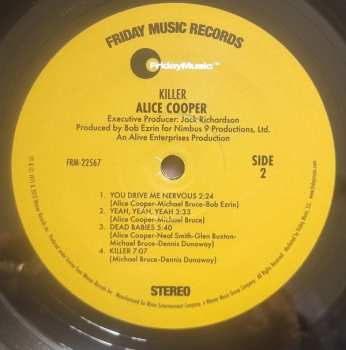 FRIDAY MUSIC RECORDS
FridayMusic™
KILLER
ALICE COOPER
Executive Producer: Jack Richardson
Produced by Bob Ezrin for Nimbus 9 Productions, Ltd.
An Alive Enterprises Production
FRM-22567
SIDE
2
1. YOU DRIVE ME NERVOUS 2:24
(Alice Cooper-Michael Bruce-Bob Ezrin)
2. YEAH, YEAH, YEAH 3:33
(Alice Cooper-Michael Bruce)
3. DEAD BABIES 5:40
(Alice Cooper-Neal Smith-Glen Buxton-
Michael Bruce-Dennis Dunaway)
4. KILLER 7:07
(Michael Bruce-Dennis Dunaway)
STEREO